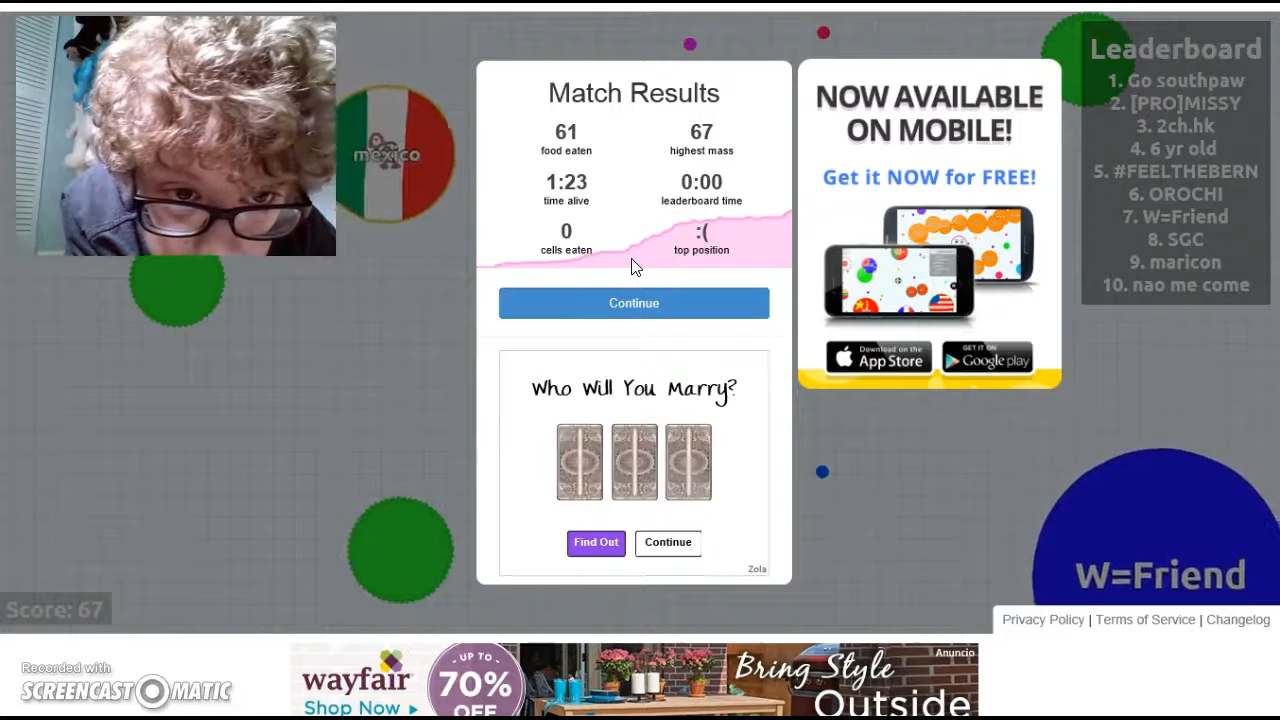 mexico
Match Results
61
food eaten
67
highest mass
1:23
time alive
0:00
leaderboard time
0
cells eaten
:(
top position
Continue
Who Will You Marry?
Find Out
Continue
Zola
NOW AVAILABLE
ON MOBILE!
Get it NOW for FREE!
Download on the
App Store
GET IT ON
Google play
Leaderboard
1. Go southpaw
2. [PRO]MISSY
3. 2ch.hk
4. 6 yr old
5. #FEELTHEBERN
6. OROCHI
7. W=Friend
8. SGC
9. maricon
10. nao me come
W=Friend
Score: 67
Privacy Policy | Terms of Service | Changelog
Recorded with
SCREENCAST O MATIC
wayfair
Shop Now
- UP TO -
70%
OFF
Bring Style
Outside
Anuncio